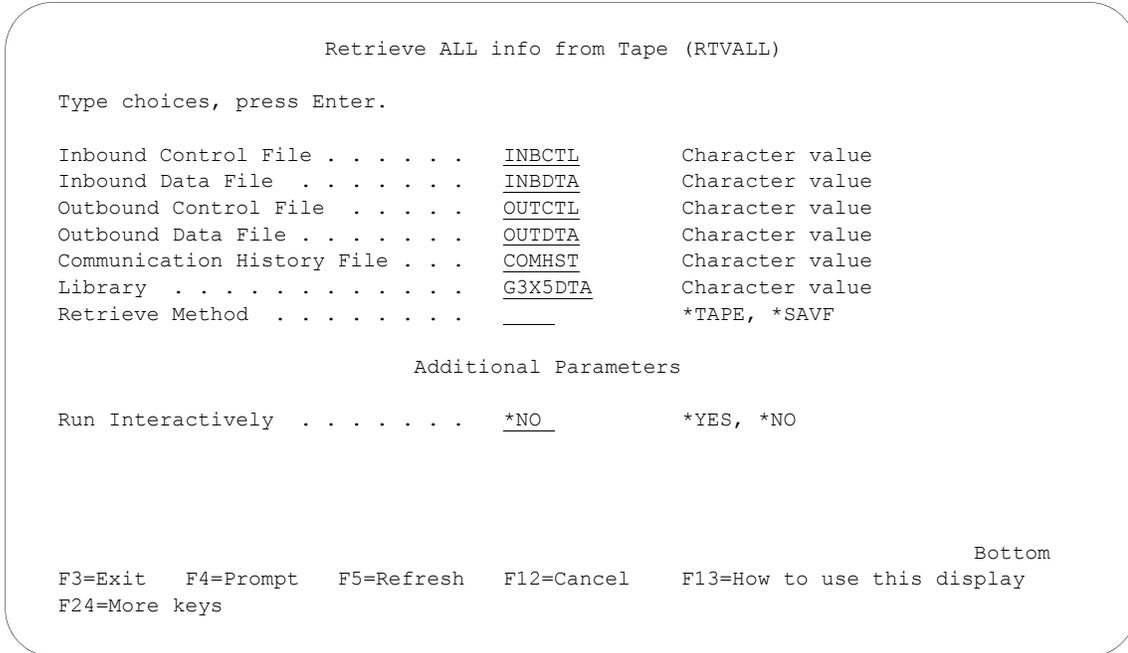 Retrieve ALL info from Tape (RTVALL)
Type choices, press Enter.
Inbound Control File . . . . . . INBCTL Character value
Inbound Data File . . . . . . . INBDTA Character value
Outbound Control File . . . . . OUTCTL Character value
Outbound Data File . . . . . . . OUTDTA Character value
Communication History File . . . COMHST Character value
Library . . . . . . . . . . . . G3X5DTA Character value
Retrieve Method . . . . . . . . ____ *TAPE, *SAVF
Additional Parameters
Run Interactively . . . . . . . *NO *YES, *NO
Bottom
F3=Exit F4=Prompt F5=Refresh F12=Cancel F13=How to use this display
F24=More keys